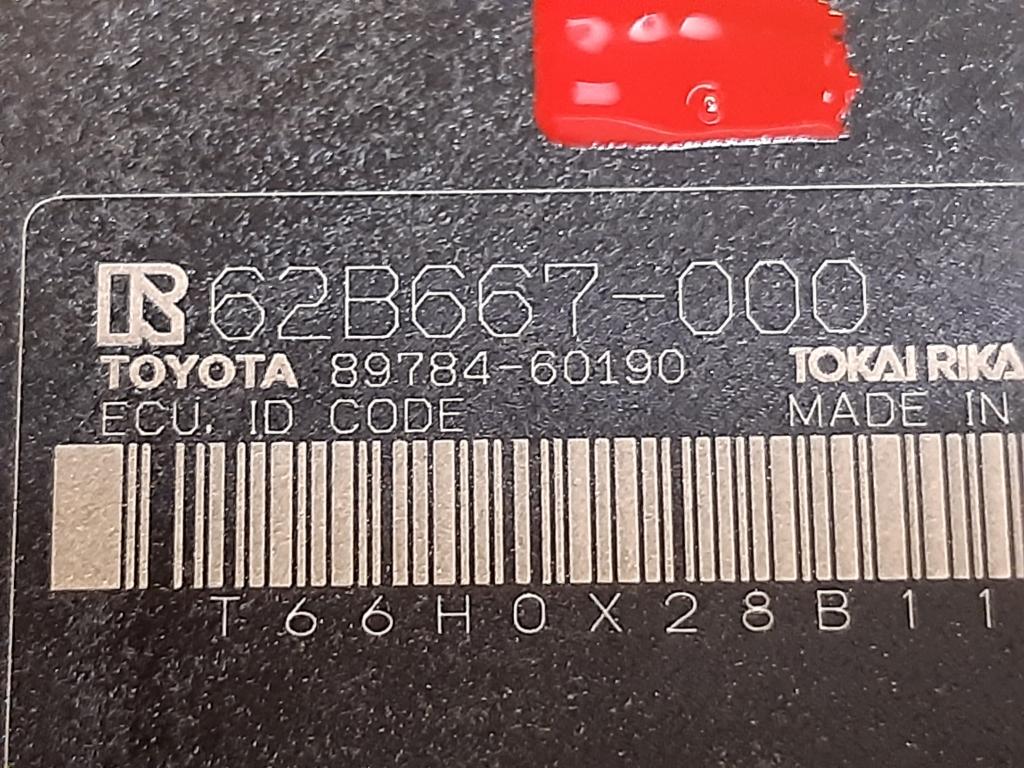 62B667-000
TOYOTA 89784-60190 TOKAI RIKA
ECU. ID CODE MADE IN
T66H0X28B11